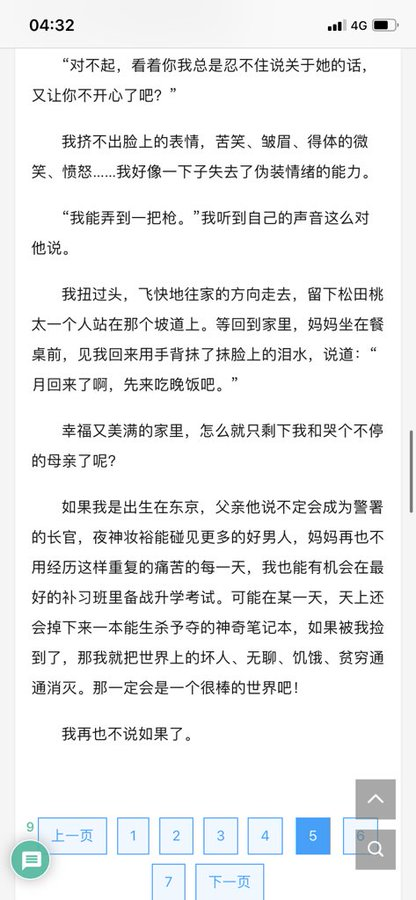 04:32
4G
“对不起，看着你我总是忍不住说关于她的话，
又让你不开心了吧？”
我挤不出脸上的表情，苦笑、皱眉、得体的微
笑、愤怒......我好像一下子失去了伪装情绪的能力。
“我能弄到一把枪。”我听到自己的声音这么对
他说。
我扭过头，飞快地往家的方向走去，留下松田桃
太一个人站在那个坡道上。等回到家里，妈妈坐在餐
桌前，见我回来用手背抹了抹脸上的泪水，说道：“
月回来了啊，先来吃晚饭吧。”
幸福又美满的家里，怎么就只剩下我和哭个不停
的母亲了呢？
如果我是出生在东京，父亲他说不定会成为警署
的长官，夜神妆裕能碰见更多的好男人，妈妈再也不
用经历这样重复的痛苦的每一天，我也能有机会在最
好的补习班里备战升学考试。可能在某一天，天上还
会掉下来一本能生杀予夺的神奇笔记本，如果被我捡
到了，那我就把世界上的坏人、无聊、饥饿、贫穷通
通消灭。那一定会是一个很棒的世界吧！
我再也不说如果了。
9
上一页 1 2 3 4 5 6
7 下一页